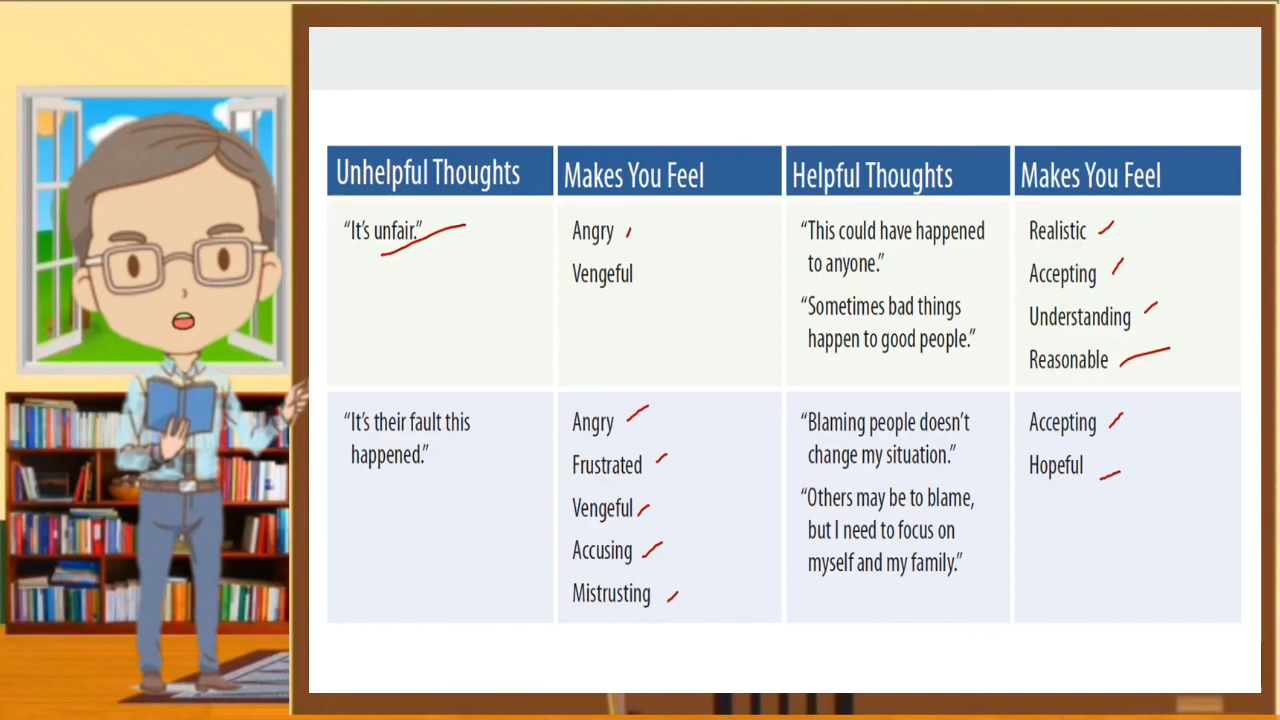 Unhelpful Thoughts
Makes You Feel
Helpful Thoughts
Makes You Feel
“It’s unfair.”
Angry
Vengeful
“This could have happened
to anyone.”
“Sometimes bad things
happen to good people.”
Realistic
Accepting
Understanding
Reasonable
“It’s their fault this
happened.”
Angry
Frustrated
Vengeful
Accusing
Mistrusting
“Blaming people doesn’t
change my situation.”
“Others may be to blame,
but I need to focus on
myself and my family.”
Accepting
Hopeful